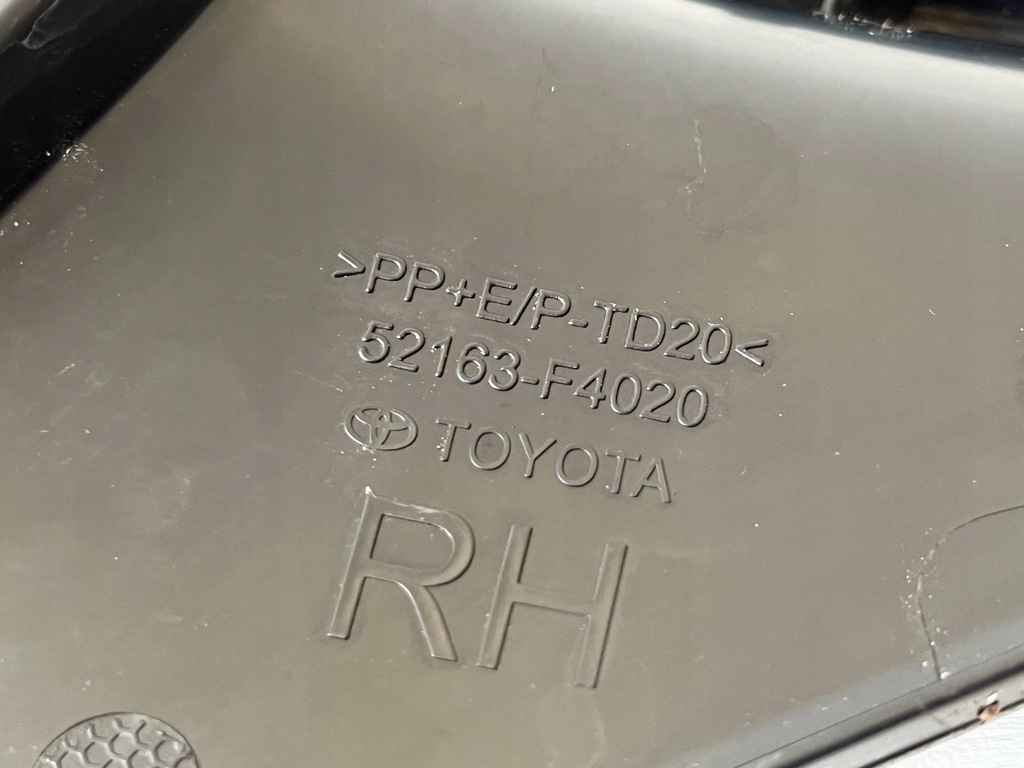 >PP+E/P-TD20<
52163-F4020
TOYOTA
RH